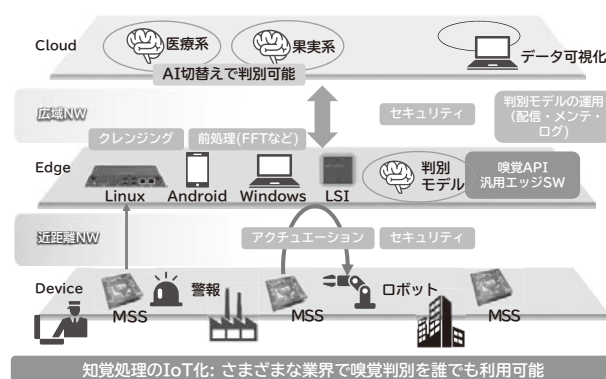 Cloud
医療系
果実系
データ可視化
AI切替えで判別可能
広域NW
セキュリティ
判別モデルの運用
(配信・メンテ・
ログ)
クレンジング
前処理(FFTなど)
Edge
Linux
Android
Windows
LSI
判別
モデル
嗅覚API
汎用エッジSW
近距離NW
アクチュエーション
セキュリティ
Device
MSS
警報
MSS
ロボット
MSS
知覚処理のIoT化: さまざまな業界で嗅覚判別を誰でも利用可能